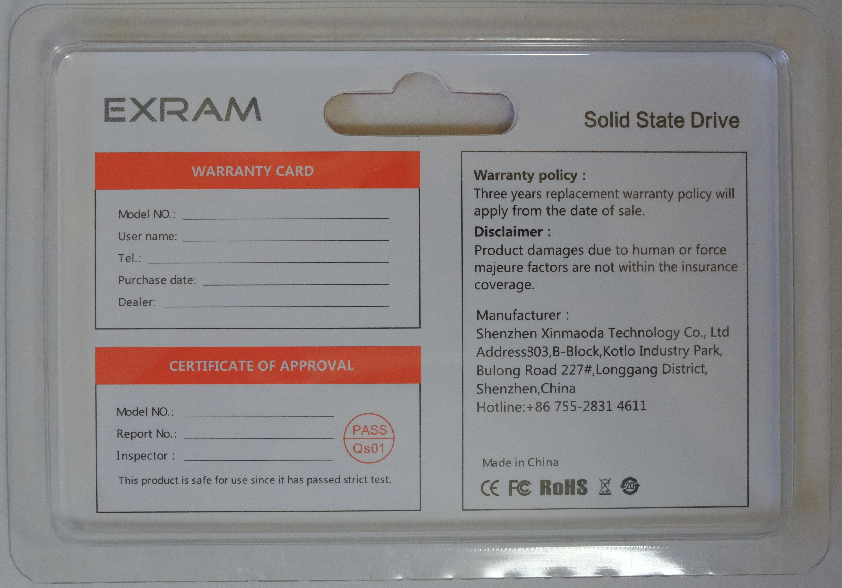 EXRAM
Solid State Drive
WARRANTY CARD
Model NO.:
User name:
Tel.:
Purchase date:
Dealer:
CERTIFICATE OF APPROVAL
Model NO.:
Report No.:
Inspector :
PASS
Qs01
This product is safe for use since it has passed strict test.
Warranty policy :
Three years replacement warranty policy will
apply from the date of sale.
Disclaimer :
Product damages due to human or force
majeure factors are not within the insurance
coverage.
Manufacturer :
Shenzhen Xinmaoda Technology Co., Ltd
Address803,B-Block,Kotlo Industry Park,
Bulong Road 227#,Longgang District,
Shenzhen,China
Hotline:+86 755-2831 4611
Made in China
CE FC RoHS 20